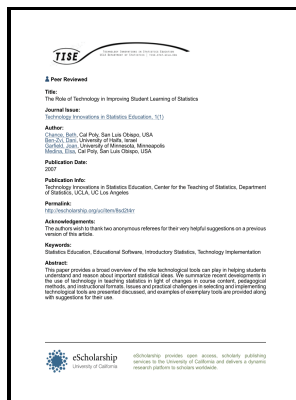 TISE
Technology Innovations in Statistics Education
Peer Reviewed
Title:
The Role of Technology in Improving Student Learning of Statistics
Journal Issue:
Technology Innovations in Statistics Education, 1(1)
Author:
Chance, Beth, Cal Poly, San Luis Obispo, USA
Ben-Zvi, Dani, University of Haifa, Israel
Garfield, Joan, University of Minnesota, Minneapolis
Medina, Elsa, Cal Poly, San Luis Obispo, USA
Publication Date:
2007
Publication Info:
Technology Innovations in Statistics Education, Center for the Teaching of Statistics, Department
of Statistics, UCLA, UC Los Angeles
Permalink:
Acknowledgements:
The authors wish to thank two anonymous referees for their very helpful suggestions on a previous
version of this article.
Keywords:
Statistics Education, Educational Software, Introductory Statistics, Technology Implementation
Abstract:
This paper provides a broad overview of the role technological tools can play in helping students
understand and reason about important statistical ideas. We summarize recent developments in
the use of technology in teaching statistics in light of changes in course content, pedagogical
methods, and instructional formats. Issues and practical challenges in selecting and implementing
technological tools are presented and discussed, and examples of exemplary tools are provided along
with suggestions for their use.
eScholarship
University of California
eScholarship provides open access, scholarly publishing
services to the University of California and delivers a dynamic
research platform to scholars worldwide.